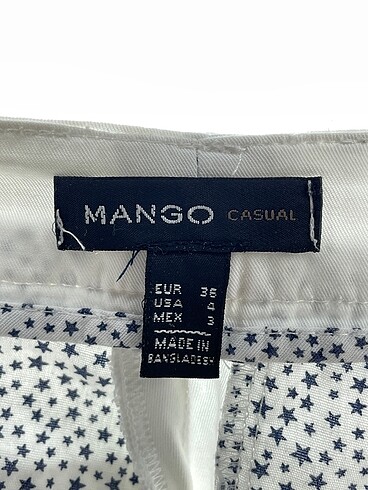 MANGO CASUAL
EUR 36
USA 4
MEX 3
MADE IN
BANGLADESH